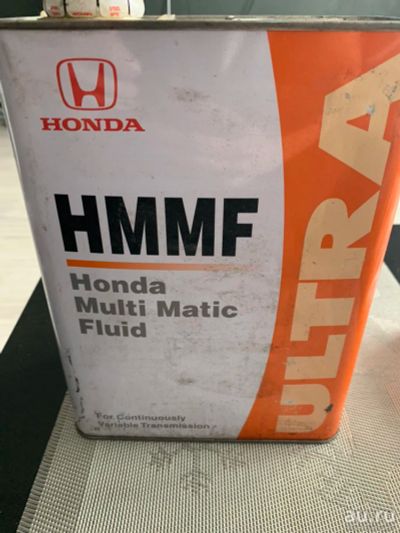 HONDA
HMMF
Honda
Multi Matic
Fluid
For Continuously
Variable Transmission
ULTRA
au.ru